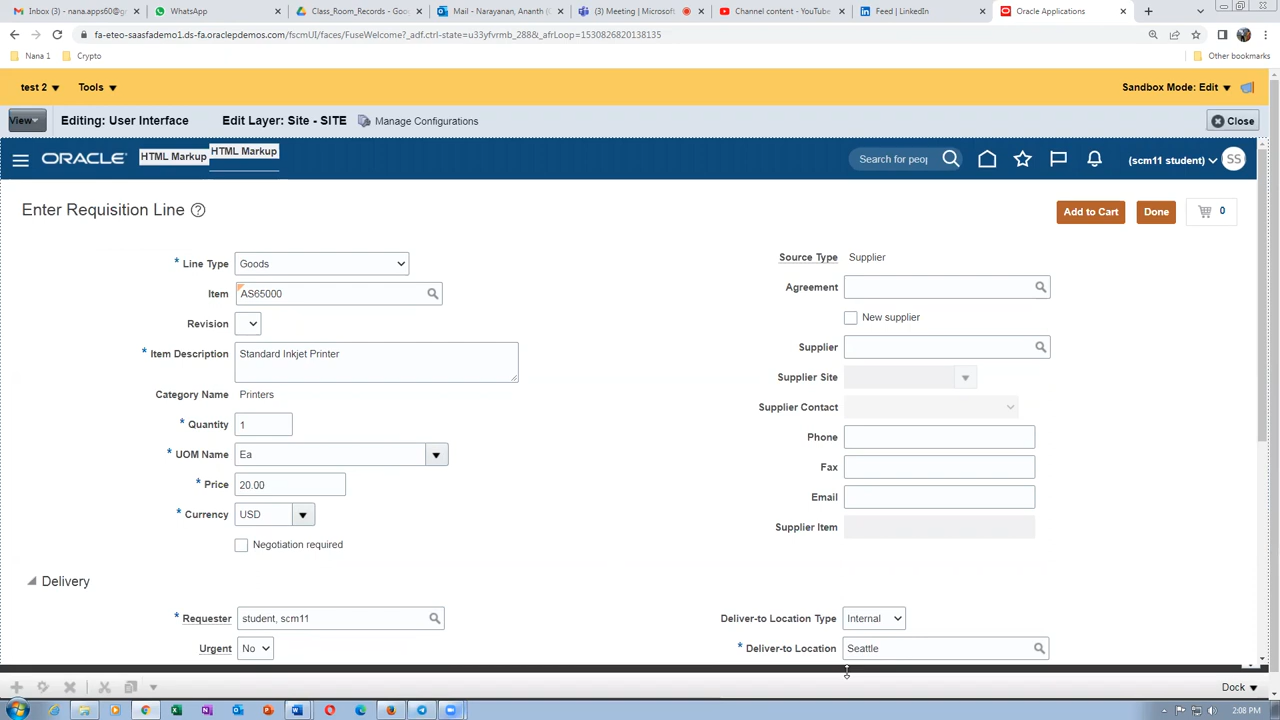 Inbox (3) - nana.apps60@g
WhatsApp
Class_Room_Records - Goo
Mail - Narayanan, Ananth (
(3) Meeting | Microsoft
Channel content - YouTube
Feed | LinkedIn
Oracle Applications
fa-eteo-saasfademo1.ds-fa.oraclepdemos.com/fscmUI/faces/FuseWelcome?_adf.ctrl-state=u33yfvrmb_288&_afrLoop=1530826820138135
Nana 1
Crypto
Other bookmarks
test 2
Tools
Sandbox Mode: Edit
View
Editing: User Interface
Edit Layer: Site - SITE
Manage Configurations
Close
ORACLE
HTML Markup
HTML Markup
Search for peop
(scm11 student)
SS
Enter Requisition Line
Add to Cart
Done
0
* Line Type Goods
Item AS65000
Revision
* Item Description Standard Inkjet Printer
Category Name Printers
* Quantity 1
* UOM Name Ea
* Price 20.00
* Currency USD
Negotiation required
Source Type Supplier
Agreement
New supplier
Supplier
Supplier Site
Supplier Contact
Phone
Fax
Email
Supplier Item
Delivery
* Requester student, scm11
Urgent No
Deliver-to Location Type Internal
* Deliver-to Location Seattle
Dock
2:08 PM